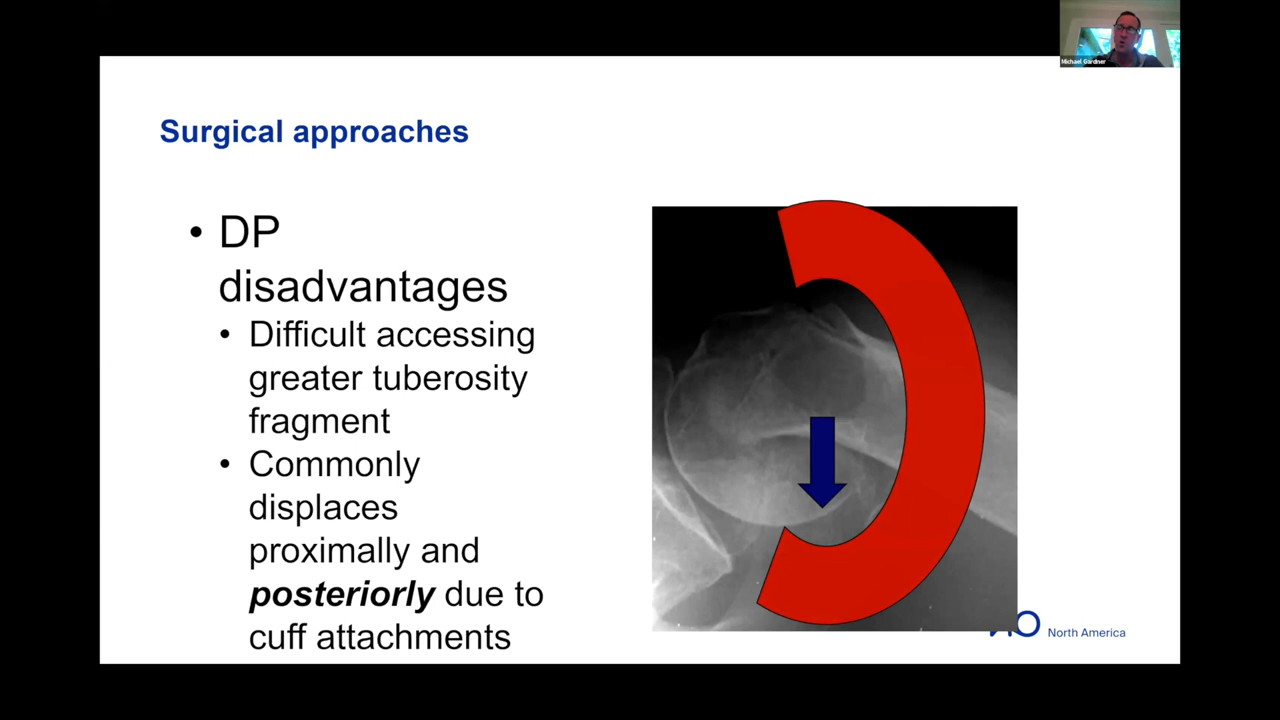 Michael Gardner
Surgical approaches
• DP
disadvantages
• Difficult accessing
greater tuberosity
fragment
• Commonly
displaces
proximally and
posteriorly due to
cuff attachments
North America